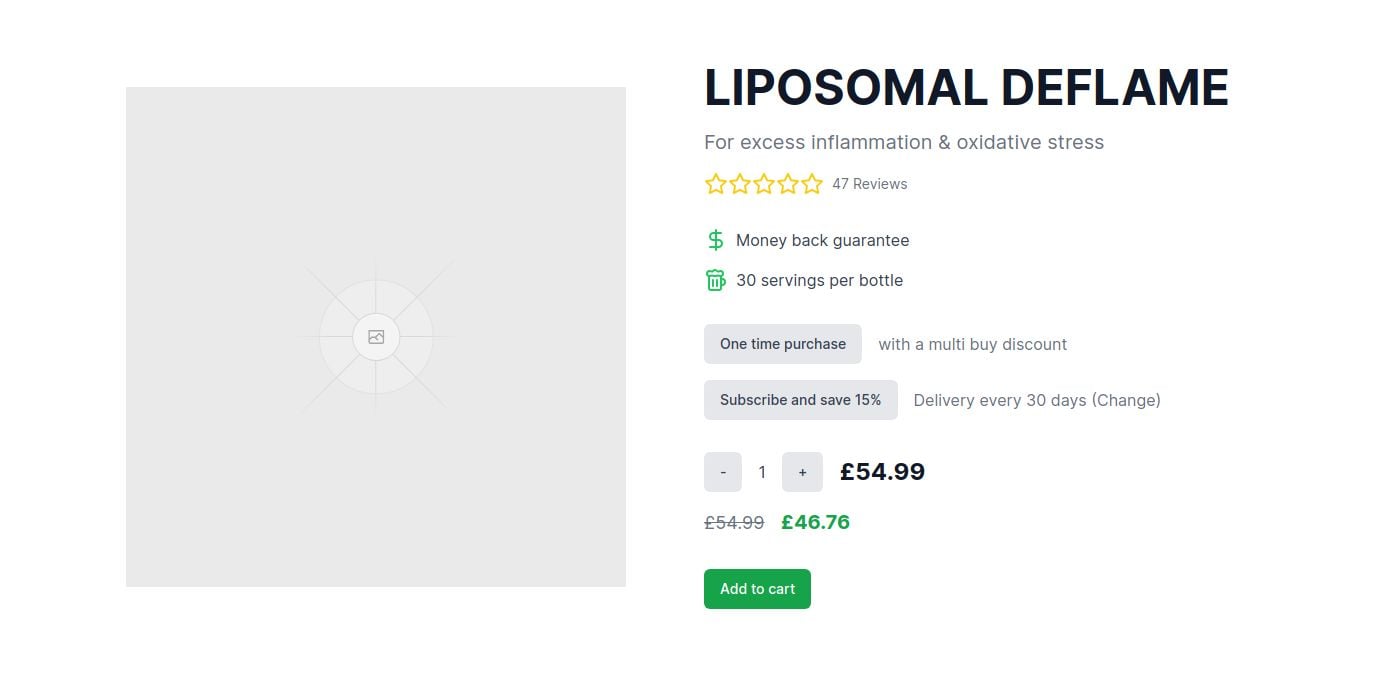 LIPOSOMAL DEFLAME
For excess inflammation & oxidative stress
47 Reviews
Money back guarantee
30 servings per bottle
One time purchase with a multi buy discount
Subscribe and save 15% Delivery every 30 days (Change)
- 1 + £54.99
£54.99 £46.76
Add to cart